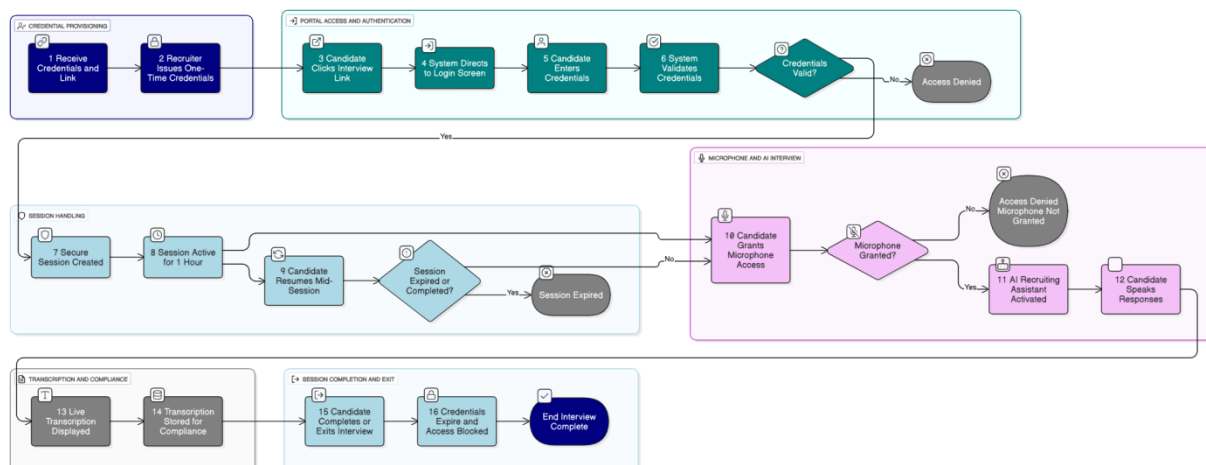 CREDENTIAL PROVISIONING
1 Receive
Credentials and
Link
2 Recruiter
Issues One-
Time Credentials
PORTAL ACCESS AND AUTHENTICATION
3 Candidate
Clicks Interview
Link
4 System Directs
to Login Screen
5 Candidate
Enters
Credentials
6 System
Validates
Credentials
Credentials
Valid?
No
Access Denied
Yes
SESSION HANDLING
7 Secure
Session Created
8 Session Active
for 1 Hour
9 Candidate
Resumes Mid-
Session
Session
Expired or
Completed?
No
Yes
Session Expired
MICROPHONE AND AI INTERVIEW
10 Candidate
Grants
Microphone
Access
Microphone
Granted?
No
Access Denied
Microphone Not
Granted
Yes
11 AI Recruiting
Assistant
Activated
12 Candidate
Speaks
Responses
TRANSCRIPTION AND COMPLIANCE
T
13 Live
Transcription
Displayed
14 Transcription
Stored for
Compliance
SESSION COMPLETION AND EXIT
15 Candidate
Completes or
Exits Interview
16 Credentials
Expire and
Access Blocked
End Interview
Complete